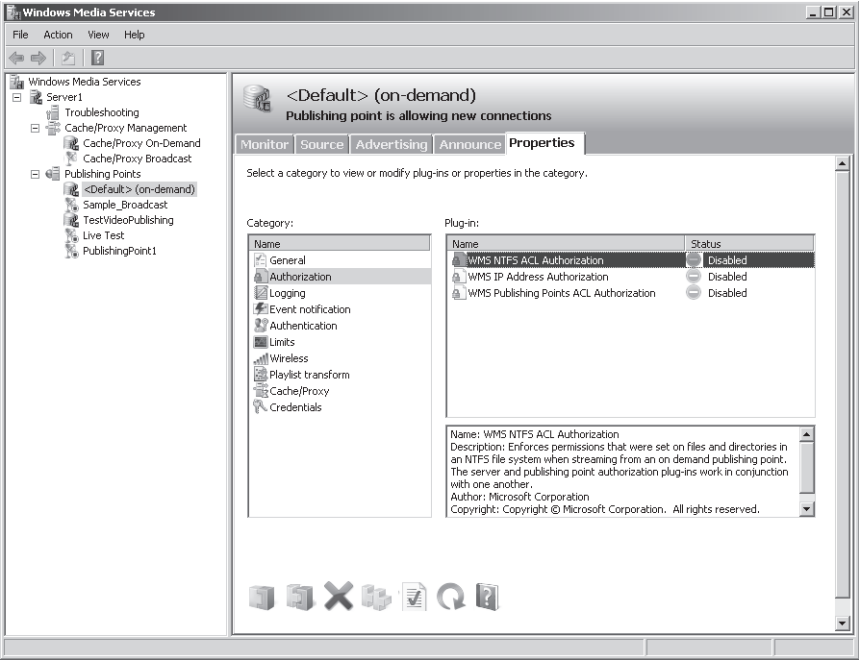 Windows Media Services
File Action View Help
Windows Media Services
Server1
Troubleshooting
Cache/Proxy Management
Cache/Proxy On-Demand
Cache/Proxy Broadcast
Publishing Points
<Default> (on-demand)
Sample_Broadcast
TestVideoPublishing
Live Test
PublishingPoint1
<Default> (on-demand)
Publishing point is allowing new connections
Monitor Source Advertising Announce Properties
Select a category to view or modify plug-ins or properties in the category.
Category:
Name
General
Authorization
Logging
Event notification
Authentication
Limits
Wireless
Playlist transform
Cache/Proxy
Credentials
Plug-in:
Name Status
WMS NTFS ACL Authorization Disabled
WMS IP Address Authorization Disabled
WMS Publishing Points ACL Authorization Disabled
Name: WMS NTFS ACL Authorization
Description: Enforces permissions that were set on files and directories in
an NTFS file system when streaming from an on demand publishing point.
The server and publishing point authorization plug-ins work in conjunction
with one another.
Author: Microsoft Corporation
Copyright: Copyright © Microsoft Corporation. All rights reserved.